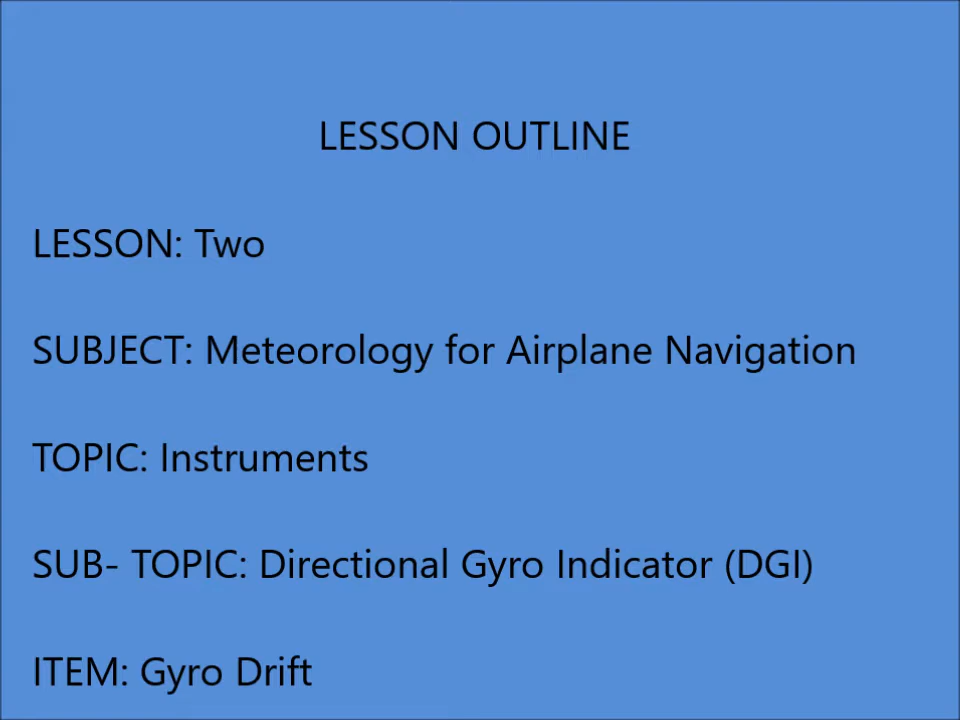 LESSON OUTLINE
LESSON: Two
SUBJECT: Meteorology for Airplane Navigation
TOPIC: Instruments
SUB- TOPIC: Directional Gyro Indicator (DGI)
ITEM: Gyro Drift